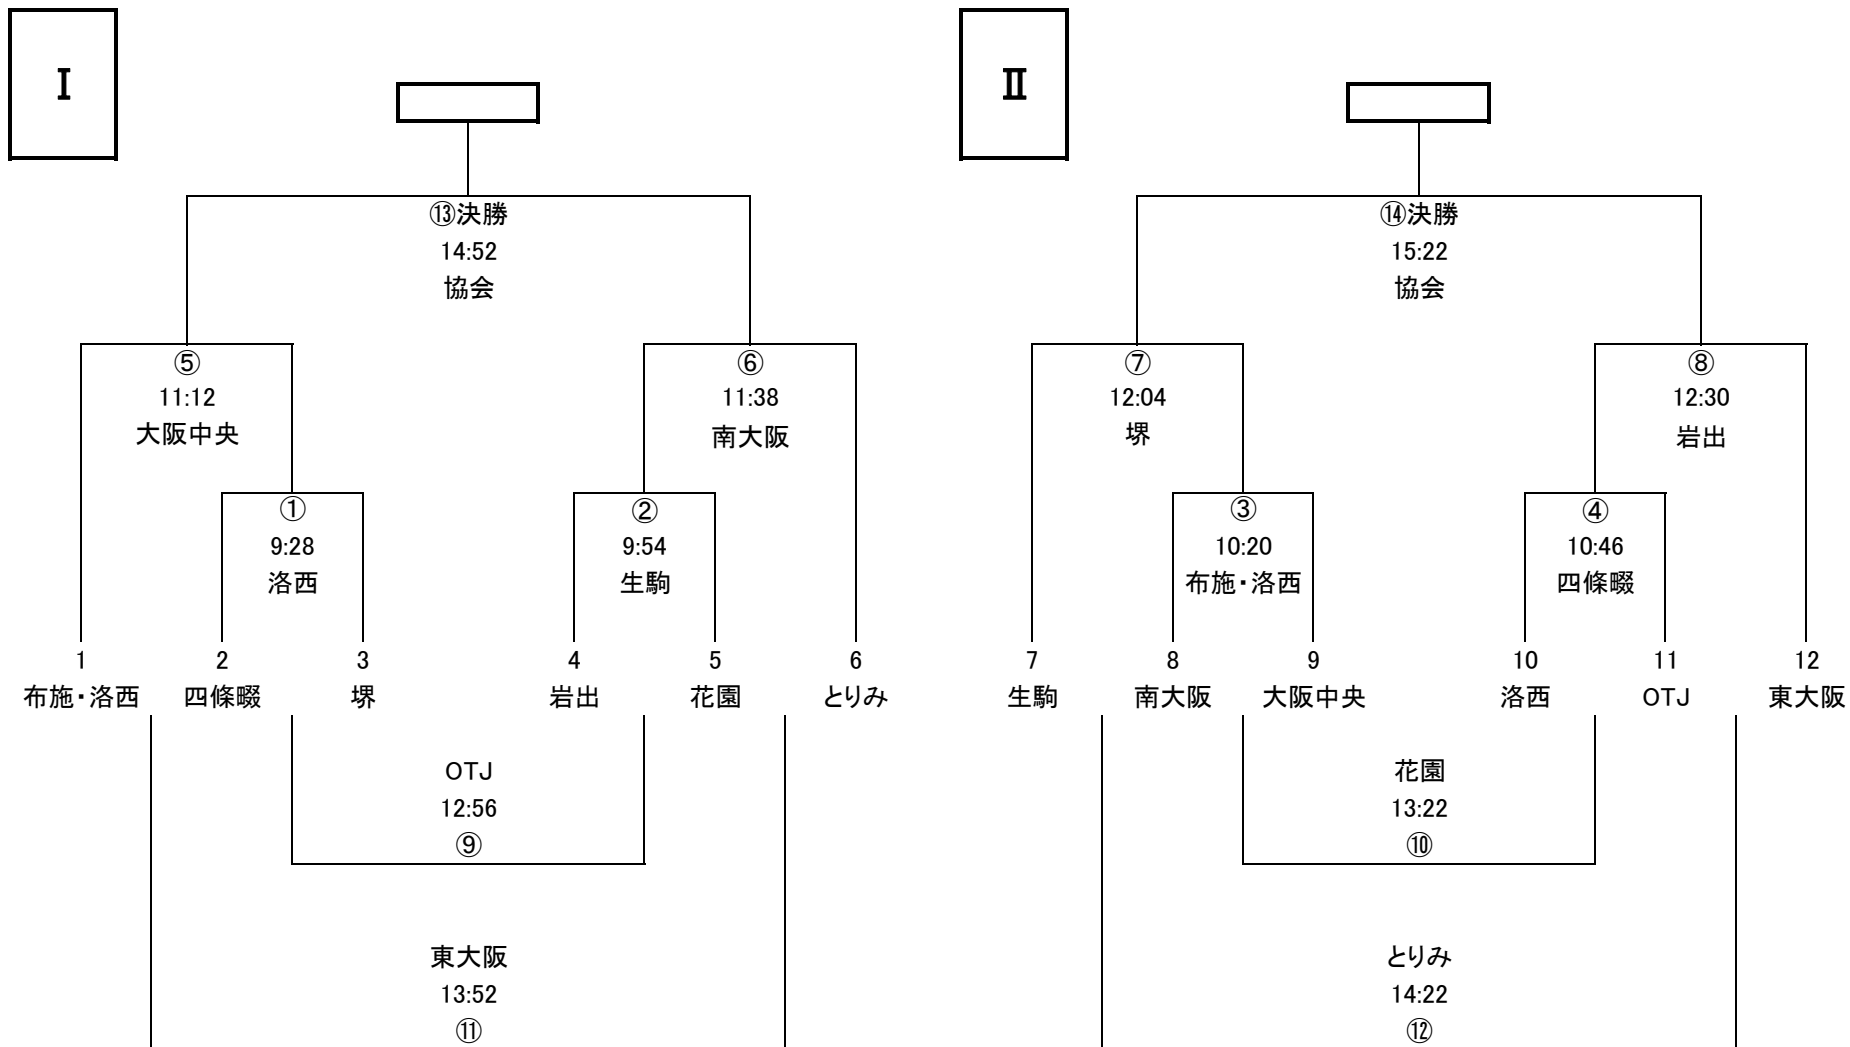 Ⅰ
⑬決勝
14:52
協会
⑤
11:12
大阪中央
⑥
11:38
南大阪
①
9:28
洛西
②
9:54
生駒
1
2
3
4
5
6
布施・洛西
四條畷
堺
岩出
花園
とりみ
OTJ
12:56
⑨
東大阪
13:52
⑪
Ⅱ
⑭決勝
15:22
協会
⑦
12:04
堺
⑧
12:30
岩出
③
10:20
布施・洛西
④
10:46
四條畷
7
8
9
10
11
12
生駒
南大阪
大阪中央
洛西
OTJ
東大阪
花園
13:22
⑩
とりみ
14:22
⑫